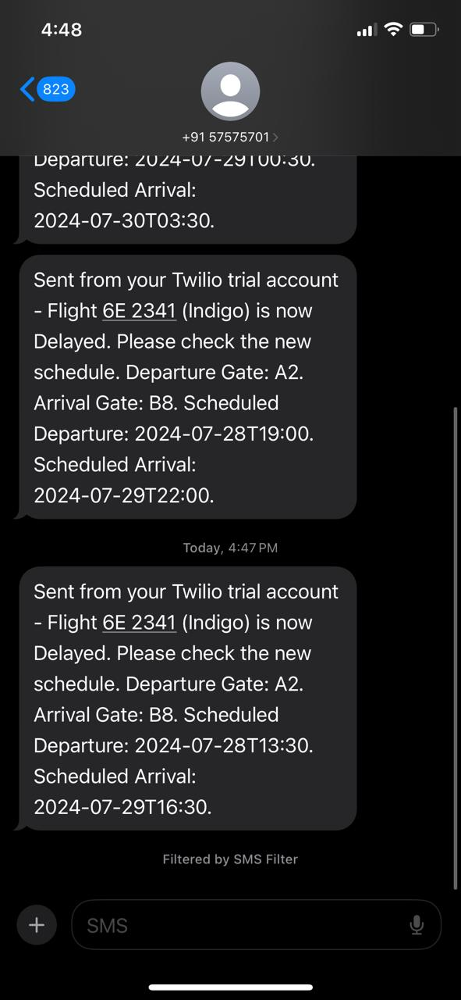 4:48
823
+91 57575701
Departure: 2024-07-29T00:30.
Scheduled Arrival:
2024-07-30T03:30.
Sent from your Twilio trial account
- Flight 6E 2341 (Indigo) is now
Delayed. Please check the new
schedule. Departure Gate: A2.
Arrival Gate: B8. Scheduled
Departure: 2024-07-28T19:00.
Scheduled Arrival:
2024-07-29T22:00.
Today, 4:47 PM
Sent from your Twilio trial account
- Flight 6E 2341 (Indigo) is now
Delayed. Please check the new
schedule. Departure Gate: A2.
Arrival Gate: B8. Scheduled
Departure: 2024-07-28T13:30.
Scheduled Arrival:
2024-07-29T16:30.
Filtered by SMS Filter
SMS